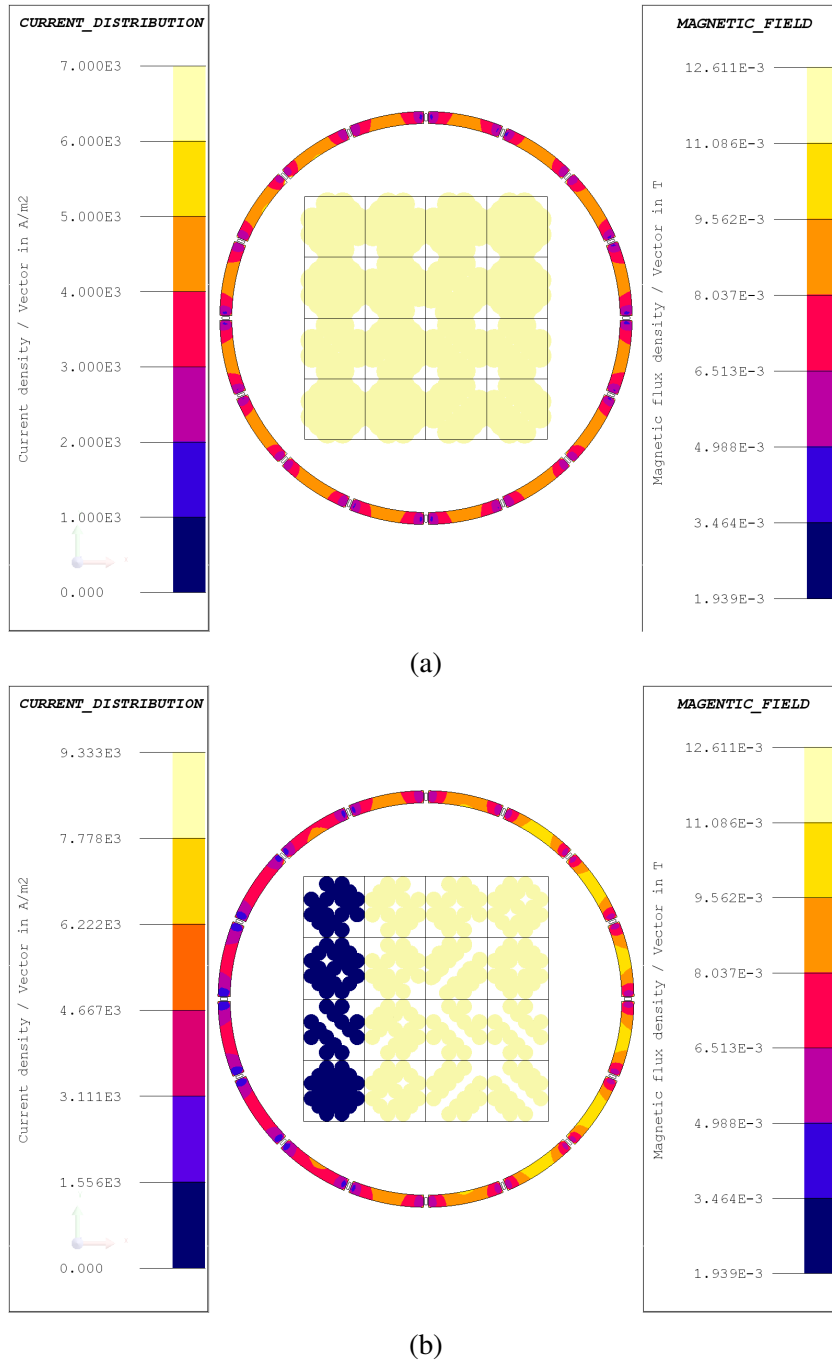 CURRENT_DISTRIBUTION
7.000E3
6.000E3
5.000E3
4.000E3
3.000E3
2.000E3
1.000E3
0.000
Current density / Vector in A/m2
MAGNETIC_FIELD
12.611E-3
11.086E-3
9.562E-3
8.037E-3
6.513E-3
4.988E-3
3.464E-3
1.939E-3
Magnetic flux density / Vector in T
(a)
CURRENT_DISTRIBUTION
9.333E3
7.778E3
6.222E3
4.667E3
3.111E3
1.556E3
0.000
Current density / Vector in A/m2
MAGENTIC_FIELD
12.611E-3
11.086E-3
9.562E-3
8.037E-3
6.513E-3
4.988E-3
3.464E-3
1.939E-3
Magnetic flux density / Vector in T
(b)